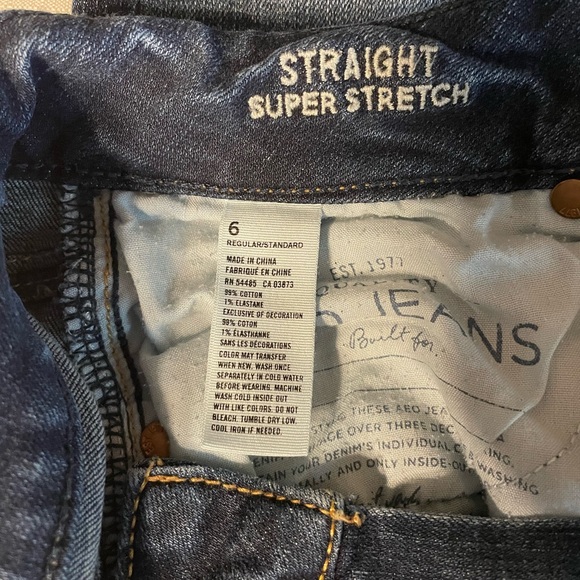 STRAIGHT
SUPER STRETCH
6
REGULAR/STANDARD
MADE IN CHINA
FABRIQUÉ EN CHINE
RN 54485 CA 03873
99% COTTON
1% ELASTANE
EXCLUSIVE OF DECORATION
99% COTTON
1% ÉLASTHANNE
SANS LES DÉCORATIONS
COLOR MAY TRANSFER
WHEN NEW. WASH ONCE
SEPARATELY IN COLD WATER
BEFORE WEARING. MACHINE
WASH COLD INSIDE OUT
WITH LIKE COLORS. DO NOT
BLEACH. TUMBLE DRY LOW.
COOL IRON IF NEEDED.
EST. 1977
JEANS
Built for
THESE AEO
OVER THREE
YOUR DENIM'S INDIVIDUAL
WASHING
AND ONLY INSIDE-OUT